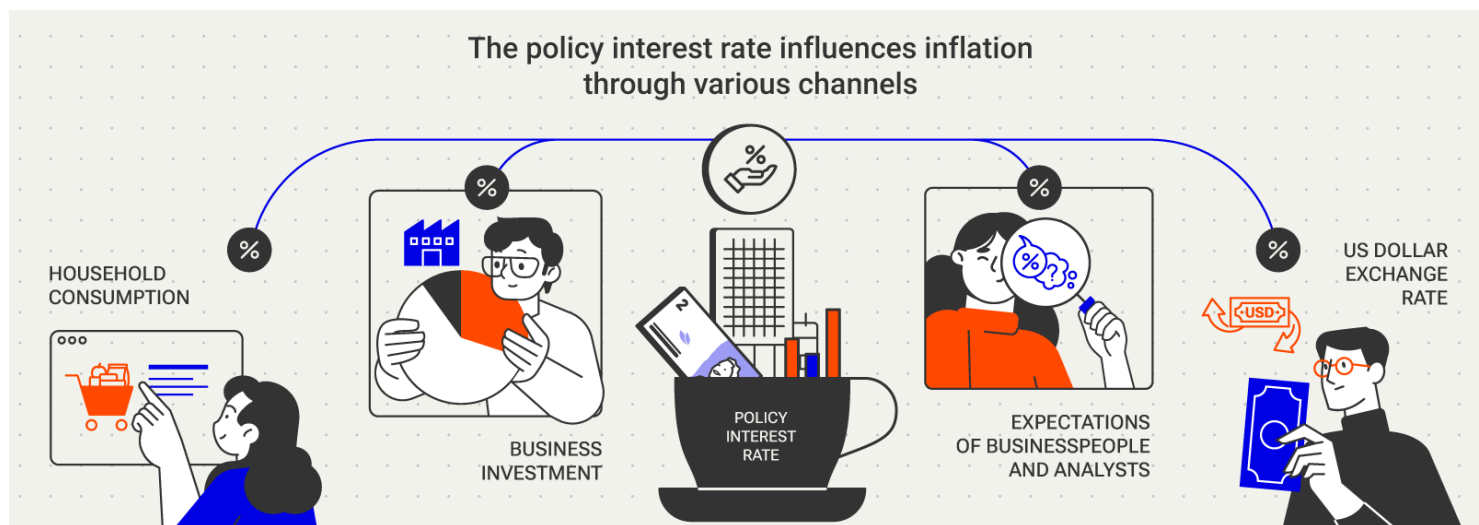 The policy interest rate influences inflation
through various channels
%
%
%
%
%
HOUSEHOLD
CONSUMPTION
BUSINESS
INVESTMENT
2
POLICY
INTEREST
RATE
%
?
EXPECTATIONS
OF BUSINESSPEOPLE
AND ANALYSTS
US DOLLAR
EXCHANGE
RATE
USD